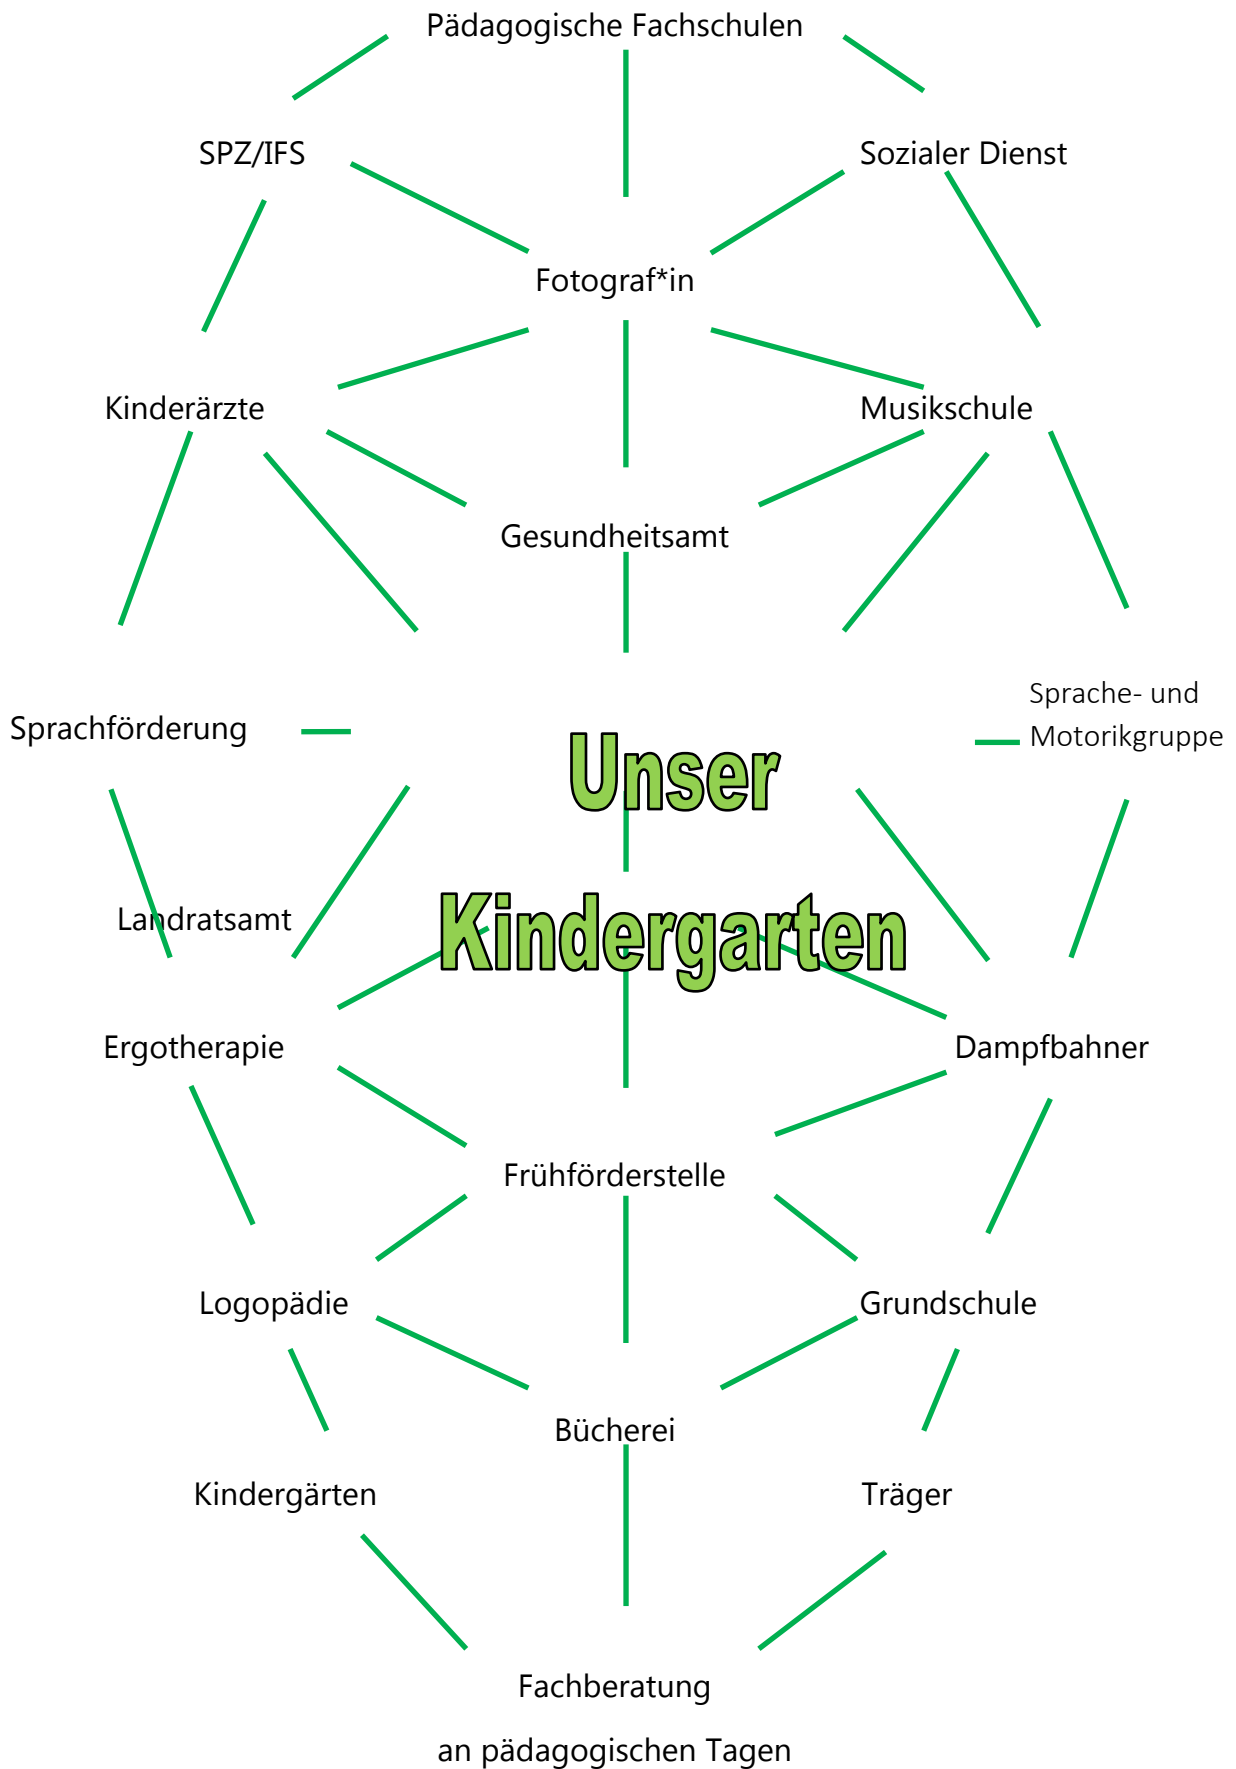 Pädagogische Fachschulen
SPZ/IFS
Sozialer Dienst
Fotograf*in
Kinderärzte
Musikschule
Gesundheitsamt
Sprache- und
Sprachförderung
Motorikgruppe
Unser
Landratsamt
Kindergarten
Ergotherapie
Dampfbahner
Frühförderstelle
Logopädie
Grundschule
Bücherei
Kindergärten
Träger
Fachberatung
an pädagogischen Tagen